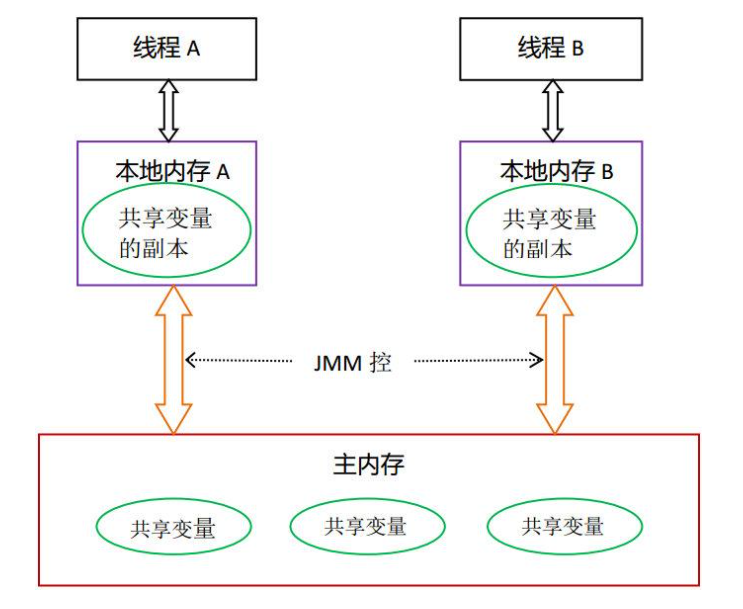 线程 A
线程 B
本地内存 A
共享变量
的副本
本地内存 B
共享变量
的副本
JMM 控
主内存
共享变量
共享变量
共享变量